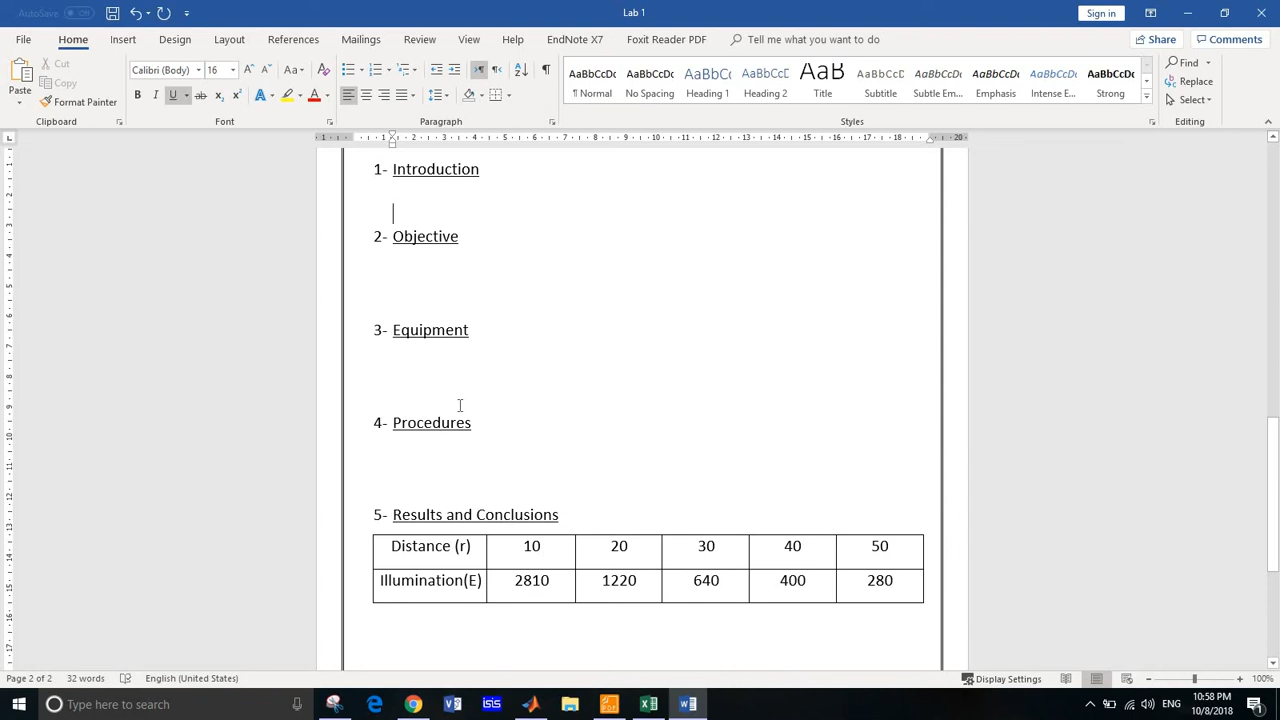 AutoSave Off Lab 1 Sign in
File Home Insert Design Layout References Mailings Review View Help EndNote X7 Foxit Reader PDF Tell me what you want to do Share Comments
Paste Cut Copy Format Painter
Calibri (Body) 16
AaBbCcDc AaBbCcDc AaBbCc AaBbCcD AaB AaBbCcD AaBbCcDc AaBbCcDc AaBbCcDc AaBbCcDc
¶ Normal No Spacing Heading 1 Heading 2 Title Subtitle Subtle Em... Emphasis Intense E... Strong
Find Replace Select
Clipboard Font Paragraph Styles Editing
1- Introduction
2- Objective
3- Equipment
4- Procedures
5- Results and Conclusions
Distance (r) 10 20 30 40 50
Illumination(E) 2810 1220 640 400 280
Page 2 of 2 32 words English (United States) Display Settings 100%
Type here to search ENG 10:58 PM
10/8/2018